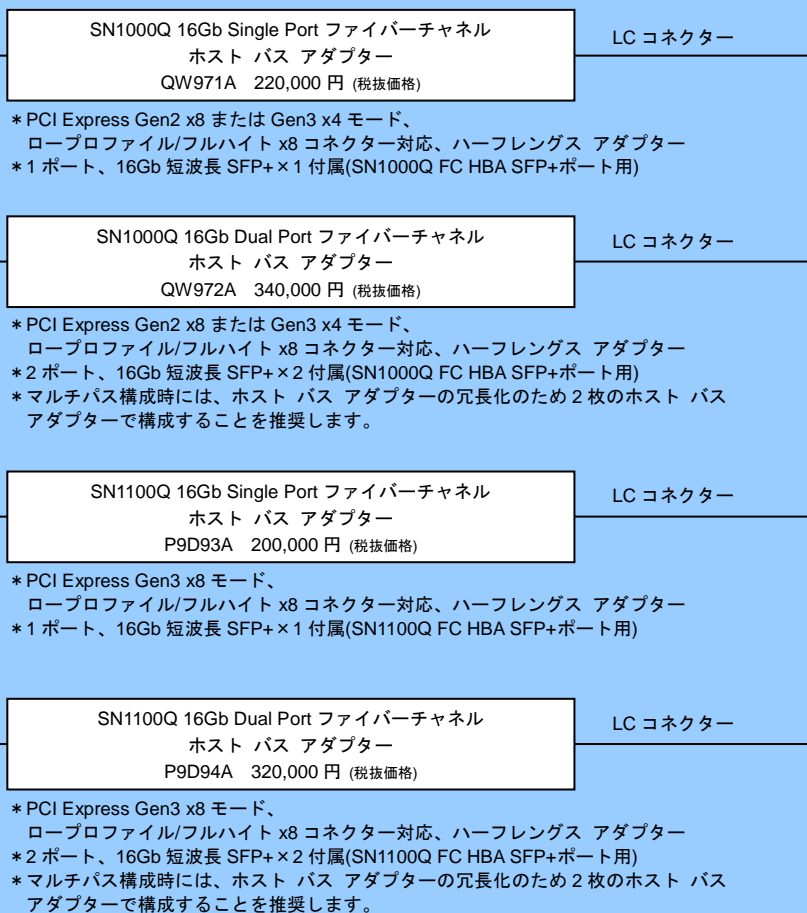 SN1000Q 16Gb Single Port ファイバーチャネル
ホスト バス アダプター
QW971A 220,000 円 (税抜価格)
LC コネクター
＊PCI Express Gen2 x8 または Gen3 x4 モード、
ロープロファイル/フルハイト x8 コネクター対応、ハーフレングス アダプター
＊1 ポート、16Gb 短波長 SFP+×1 付属(SN1000Q FC HBA SFP+ポート用)
SN1000Q 16Gb Dual Port ファイバーチャネル
ホスト バス アダプター
QW972A 340,000 円 (税抜価格)
LC コネクター
＊PCI Express Gen2 x8 または Gen3 x4 モード、
ロープロファイル/フルハイト x8 コネクター対応、ハーフレングス アダプター
＊2 ポート、16Gb 短波長 SFP+×2 付属(SN1000Q FC HBA SFP+ポート用)
＊マルチパス構成時には、ホスト バス アダプターの冗長化のため 2 枚のホスト バス
アダプターで構成することを推奨します。
SN1100Q 16Gb Single Port ファイバーチャネル
ホスト バス アダプター
P9D93A 200,000 円 (税抜価格)
LC コネクター
＊PCI Express Gen3 x8 モード、
ロープロファイル/フルハイト x8 コネクター対応、ハーフレングス アダプター
＊1 ポート、16Gb 短波長 SFP+×1 付属(SN1100Q FC HBA SFP+ポート用)
SN1100Q 16Gb Dual Port ファイバーチャネル
ホスト バス アダプター
P9D94A 320,000 円 (税抜価格)
LC コネクター
＊PCI Express Gen3 x8 モード、
ロープロファイル/フルハイト x8 コネクター対応、ハーフレングス アダプター
＊2 ポート、16Gb 短波長 SFP+×2 付属(SN1100Q FC HBA SFP+ポート用)
＊マルチパス構成時には、ホスト バス アダプターの冗長化のため 2 枚のホスト バス
アダプターで構成することを推奨します。